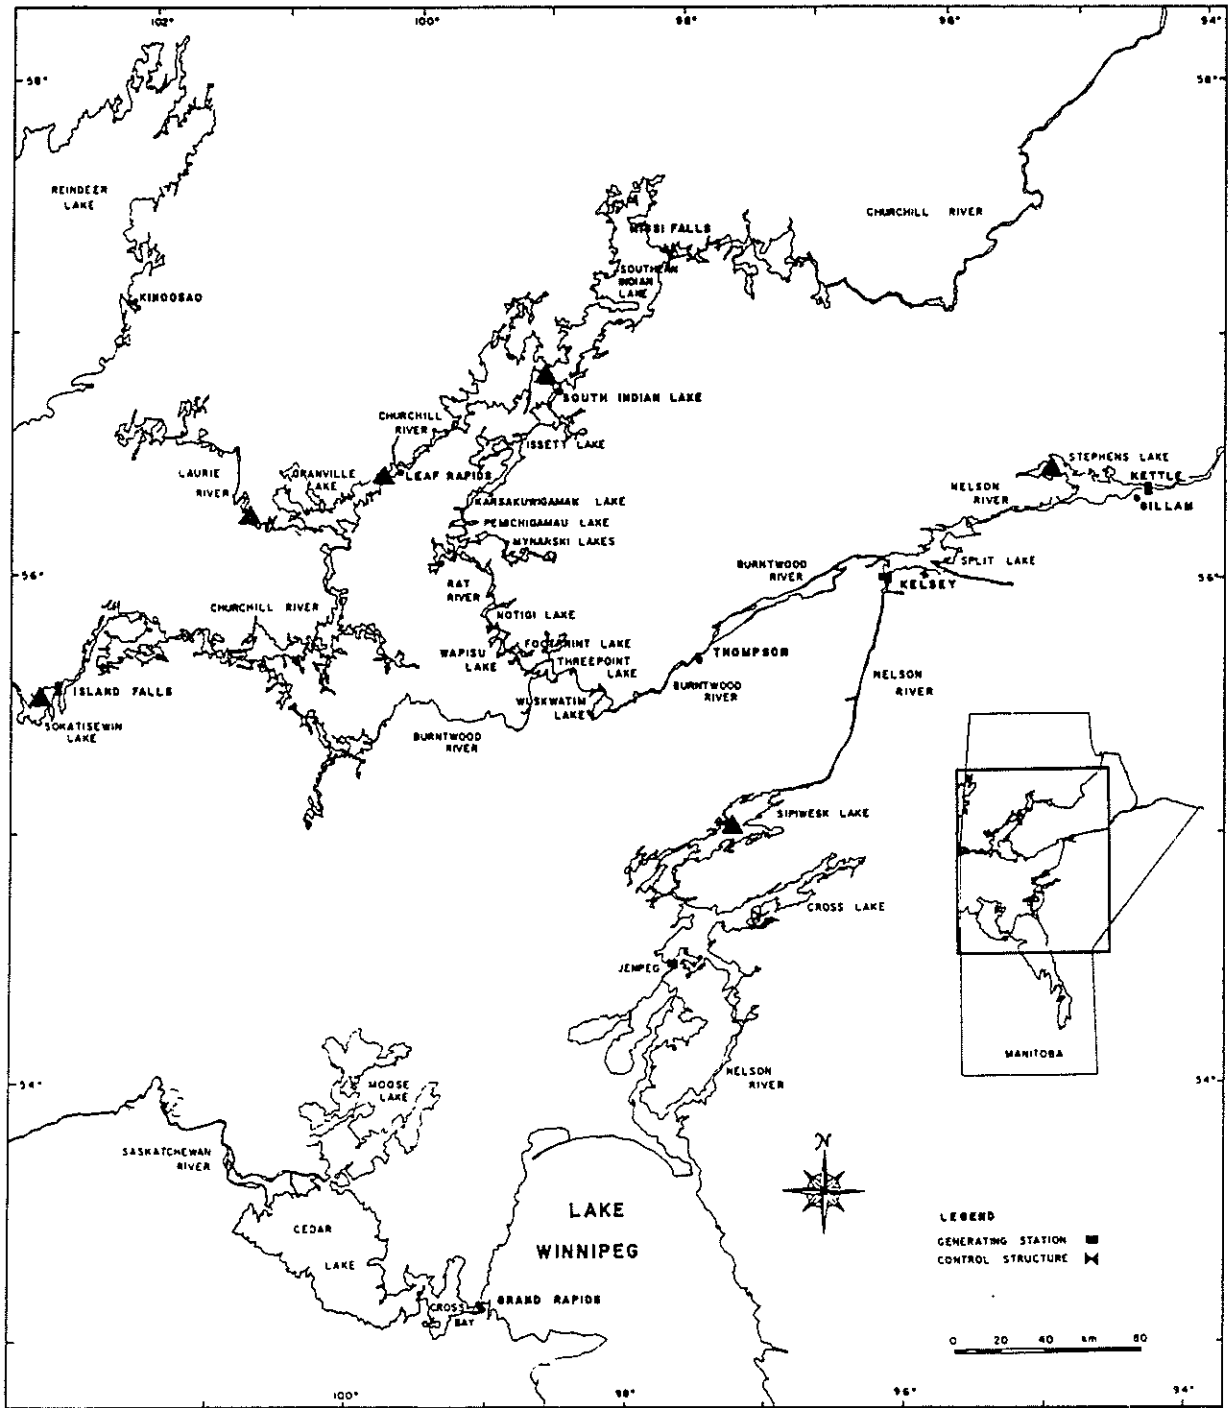 102°
100°
98°
96°
94°
58°
58°
REINDEER
LAKE
CHURCHILL RIVER
MISSI FALLS
SOUTHERN
INDIAN
LAKE
KINOOSAO
SOUTH INDIAN LAKE
CHURCHILL
RIVER
ISSETT LAKE
STEPHENS LAKE
KETTLE
LAURIE
RIVER
GRANVILLE
LAKE
LEAF RAPIDS
NELSON
RIVER
GILLAM
KARSAKUWIGAMAK LAKE
PEMICHIGAMAU LAKE
MYNARSKI LAKES
BURNTWOOD
RIVER
SPLIT LAKE
56°
56°
KELSEY
RAT
RIVER
CHURCHILL RIVER
NOTIGI LAKE
WAPISU
LAKE
FOOTPRINT LAKE
THREEPOINT
LAKE
THOMPSON
NELSON
RIVER
ISLAND FALLS
WUSKWATIM
LAKE
BURNTWOOD
RIVER
SOKATISEWIN
LAKE
BURNTWOOD
RIVER
SIPIWESK LAKE
CROSS LAKE
JENPEG
MANITOBA
54°
54°
MOOSE
LAKE
NELSON
RIVER
SASKATCHEWAN
RIVER
N
CEDAR
LAKE
LAKE
WINNIPEG
LEGEND
GENERATING STATION
CONTROL STRUCTURE
CROSS
BAY
GRAND RAPIDS
0 20 40 km 80
100°
98°
96°
94°